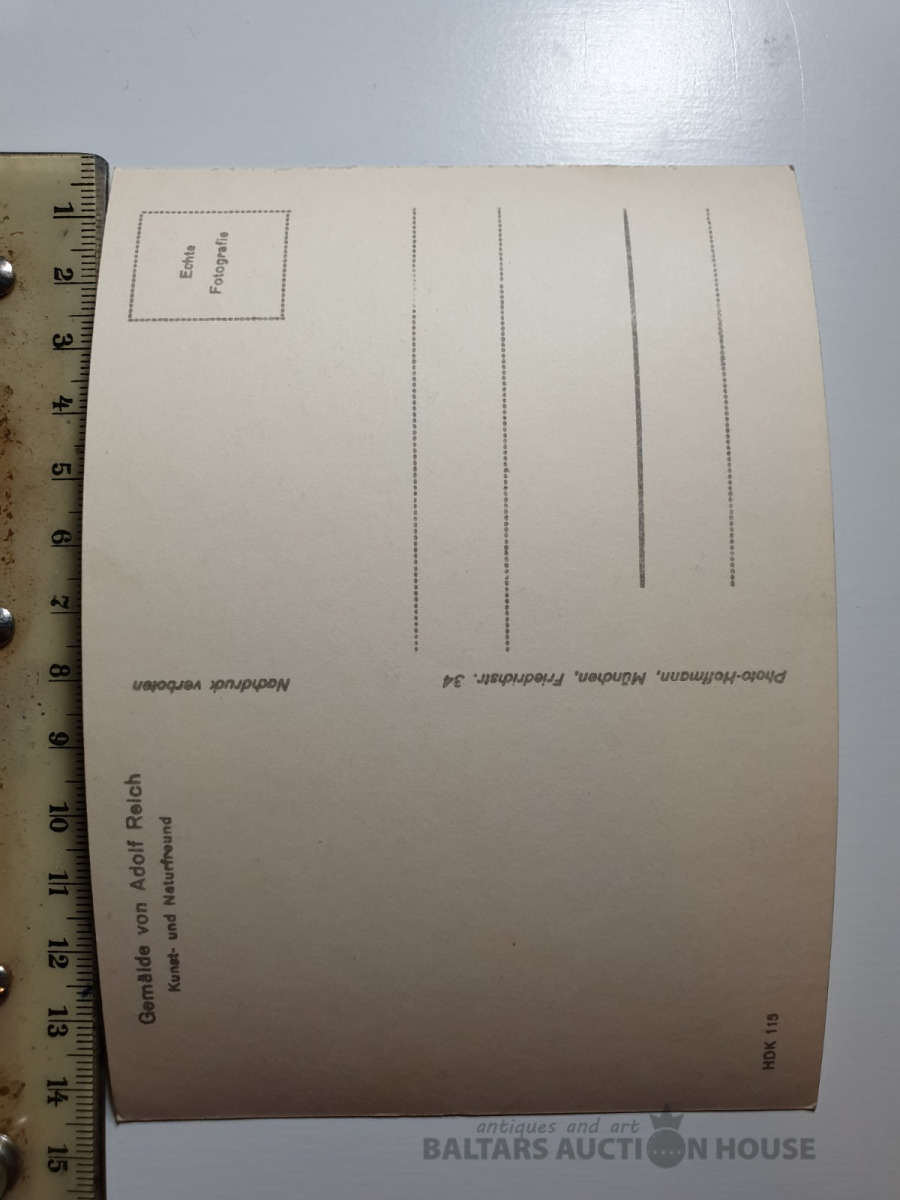 Gemälde von Adolf Reich
Kunst- und Naturfreund
Echte
Fotografie
Nachdruck verboten
Photo-Hoffmann, München, Friedrichstr. 34
HDK 115
1 2 3 4 5 6 7 8 9 10 11 12 13 14 15
antiques and art
BALTARS AUCTION HOUSE